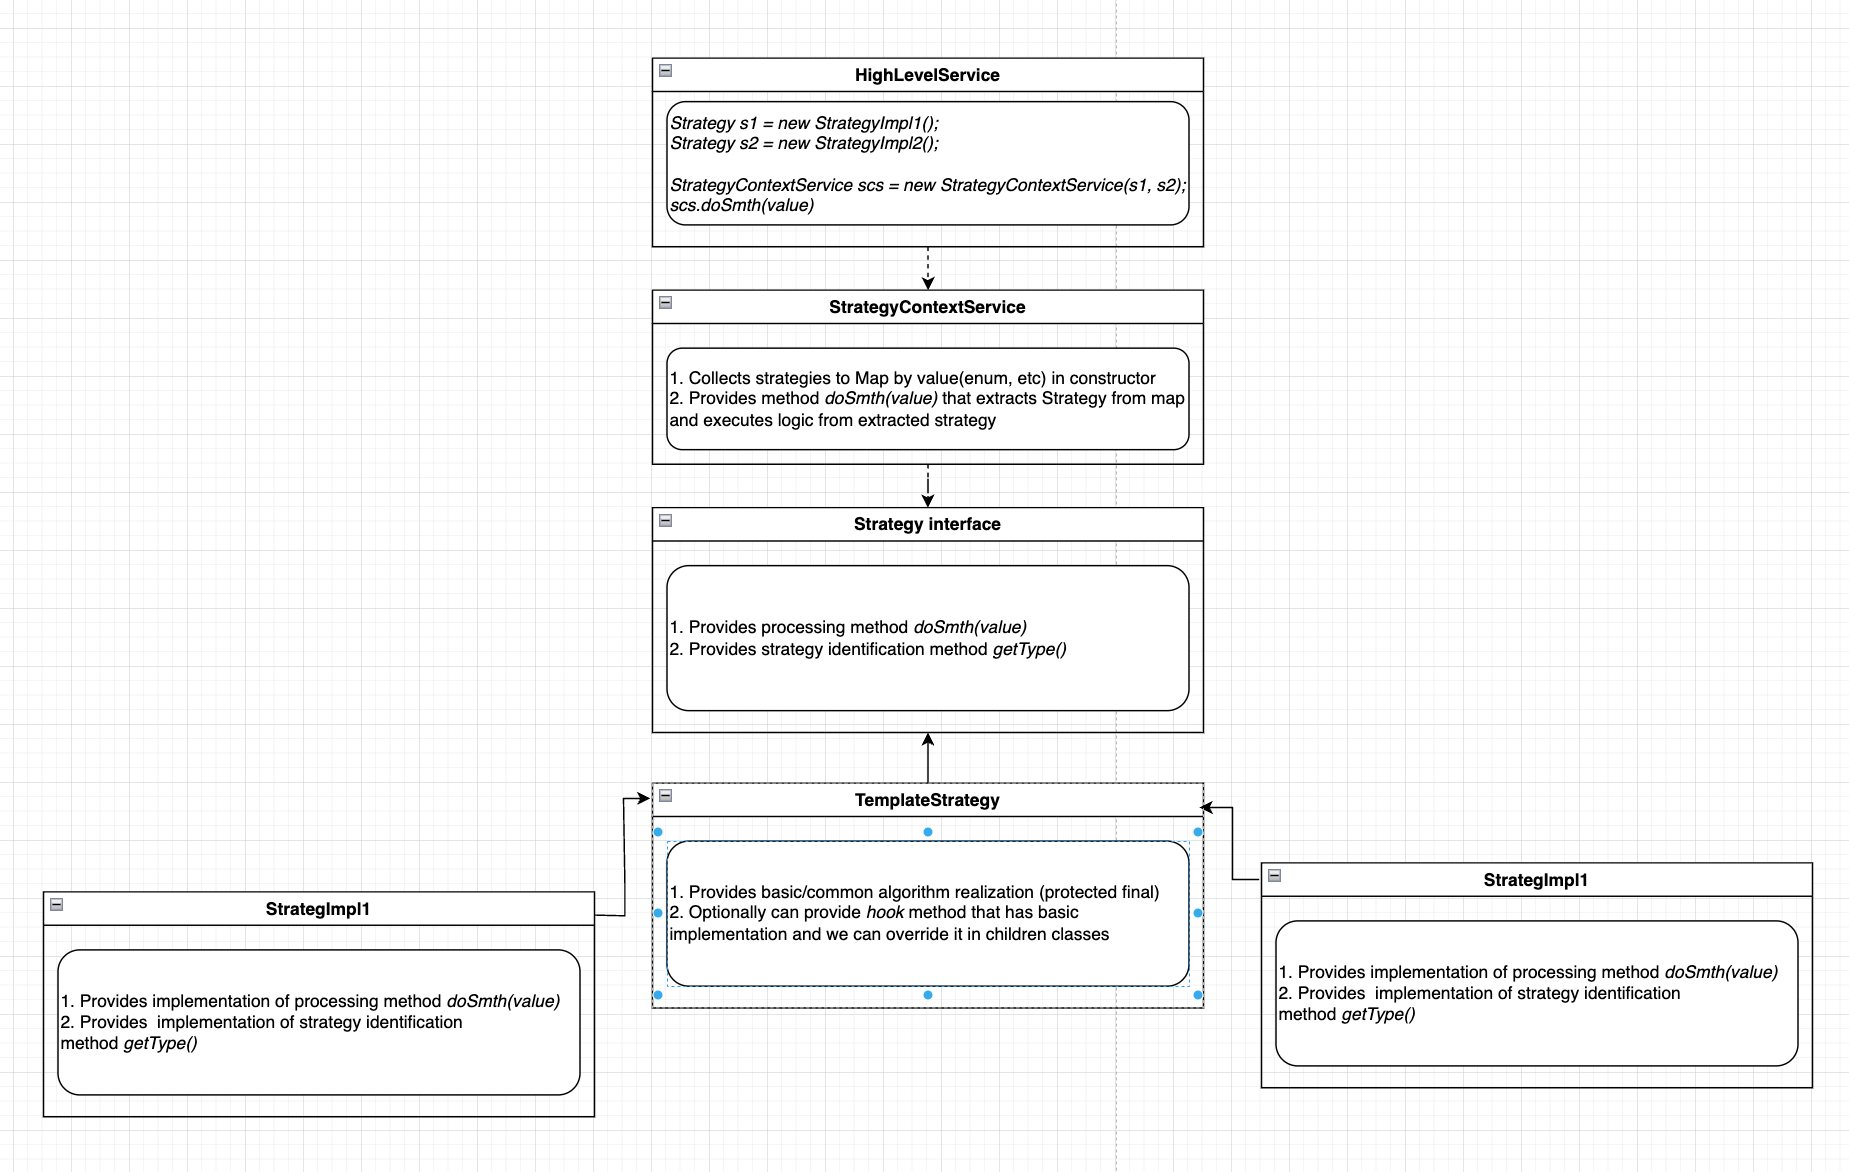 HighLevelService
Strategy s1 = new StrategyImpl1();
Strategy s2 = new StrategyImpl2();
StrategyContextService scs = new StrategyContextService(s1, s2);
scs.doSmth(value)
StrategyContextService
1. Collects strategies to Map by value(enum, etc) in constructor
2. Provides method doSmth(value) that extracts Strategy from map
and executes logic from extracted strategy
Strategy interface
1. Provides processing method doSmth(value)
2. Provides strategy identification method getType()
TemplateStrategy
1. Provides basic/common algorithm realization (protected final)
2. Optionally can provide hook method that has basic
implementation and we can override it in children classes
StrategImpl1
1. Provides implementation of processing method doSmth(value)
2. Provides  implementation of strategy identification
method getType()
StrategImpl1
1. Provides implementation of processing method doSmth(value)
2. Provides  implementation of strategy identification
method getType()